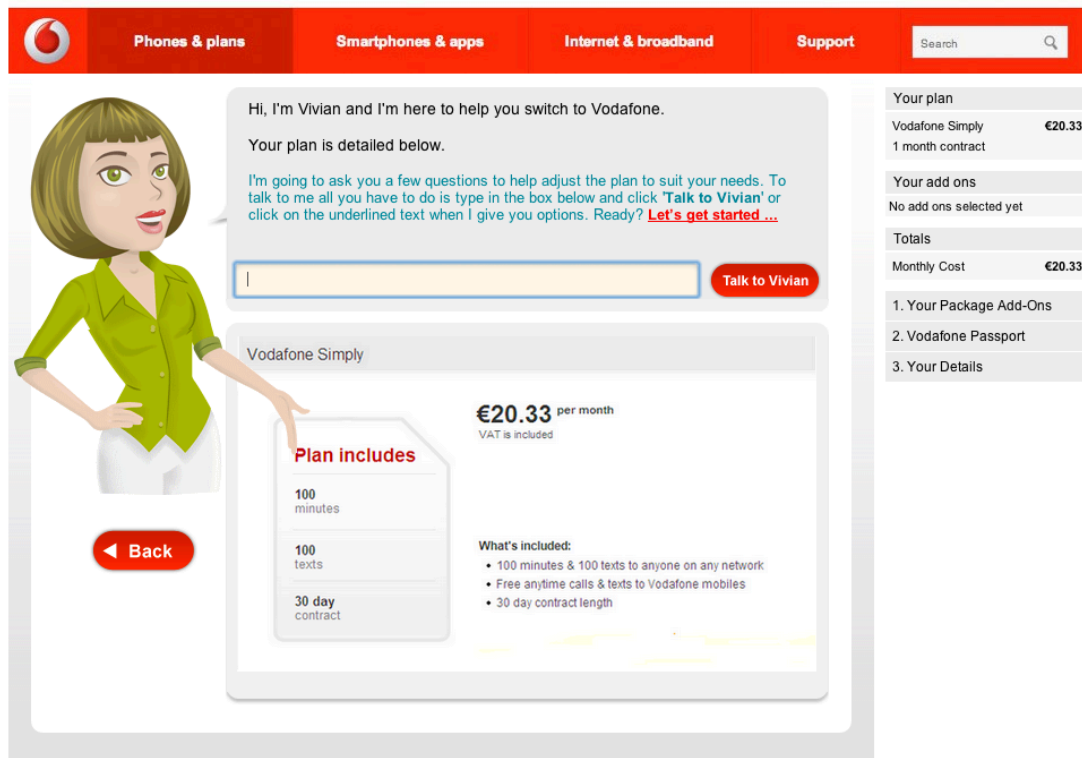 Phones & plans
Smartphones & apps
Internet & broadband
Support
Search
Hi, I'm Vivian and I'm here to help you switch to Vodafone.
Your plan is detailed below.
I'm going to ask you a few questions to help adjust the plan to suit your needs. To
talk to me all you have to do is type in the box below and click 'Talk to Vivian' or
click on the underlined text when I give you options. Ready? Let's get started ...
Talk to Vivian
Vodafone Simply
Plan includes
100
minutes
100
texts
30 day
contract
€20.33 per month
VAT is included
What's included:
• 100 minutes & 100 texts to anyone on any network
• Free anytime calls & texts to Vodafone mobiles
• 30 day contract length
Back
Your plan
Vodafone Simply €20.33
1 month contract
Your add ons
No add ons selected yet
Totals
Monthly Cost €20.33
1. Your Package Add-Ons
2. Vodafone Passport
3. Your Details